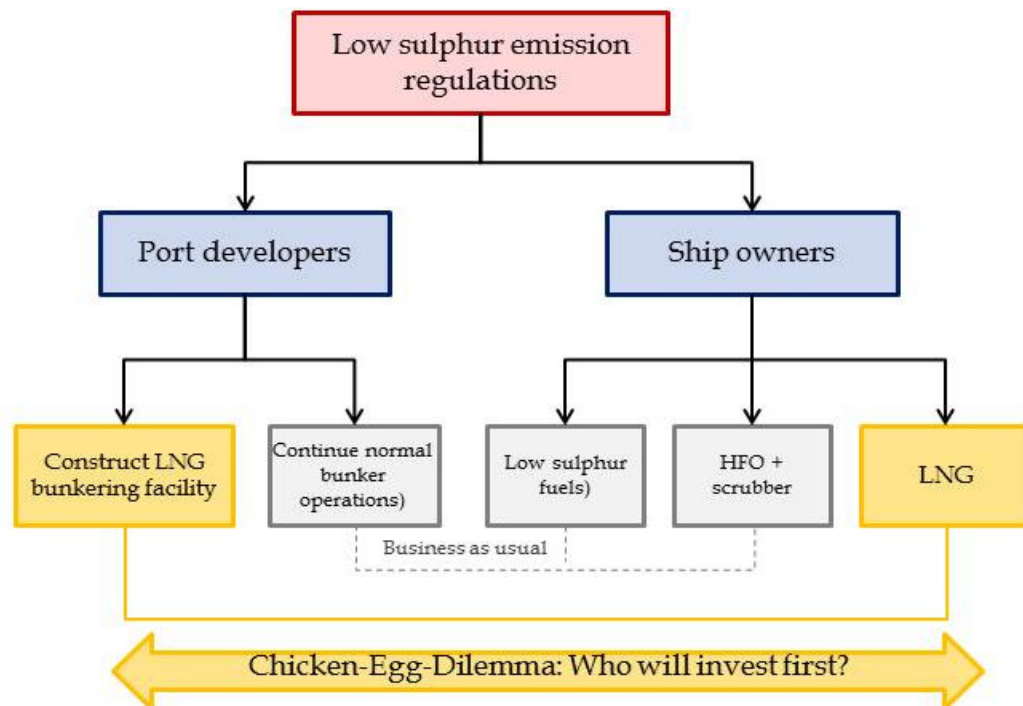 Low sulphur emission
regulations
Port developers
Ship owners
Construct LNG
bunkering facility
Continue normal
bunker
operations)
Low sulphur
fuels)
HFO +
scrubber
LNG
Business as usual
Chicken-Egg-Dilemma: Who will invest first?